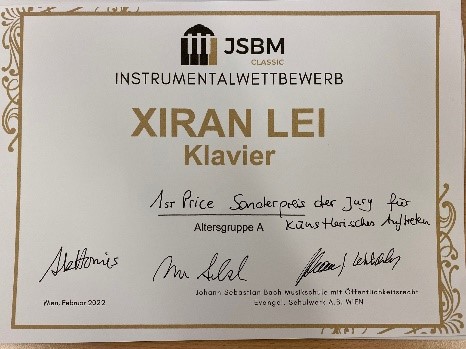 JSBM
CLASSIC
INSTRUMENTALWETTBEWERB
XIRAN LEI
Klavier
1st Price Sonderpreis der Jury für
Altersgruppe A Künstlerisches Auftreten
Wien, Februar 2022
Johann Sebastian Bach Musikschule mit Öffentlichkeitsrecht
Evangel. Schulwerk A.B. WIEN